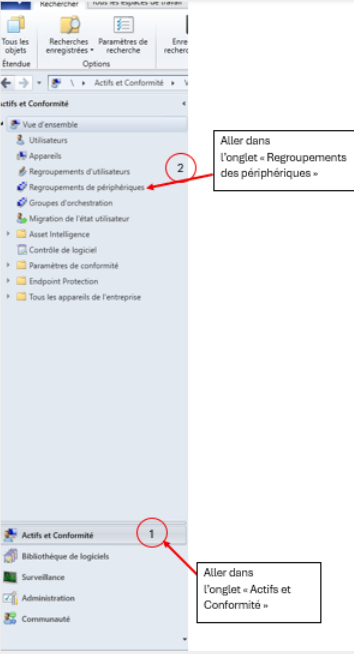 Rechercher Tous les espaces de travail
Tous les
objets
Recherches
enregistrées
Paramètres de
recherche
Enre
recherc
Étendue
Options
\ Actifs et Conformité V
Actifs et Conformité
Vue d'ensemble
Utilisateurs
Appareils
Regroupements d'utilisateurs
Regroupements de périphériques
Groupes d'orchestration
Migration de l'état utilisateur
Asset Intelligence
Contrôle de logiciel
Paramètres de conformité
Endpoint Protection
Tous les appareils de l'entreprise
2
Aller dans
l'onglet « Regroupements
des périphériques »
Actifs et Conformité
1
Bibliothèque de logiciels
Surveillance
Administration
Communauté
Aller dans
l'onglet « Actifs et
Conformité »